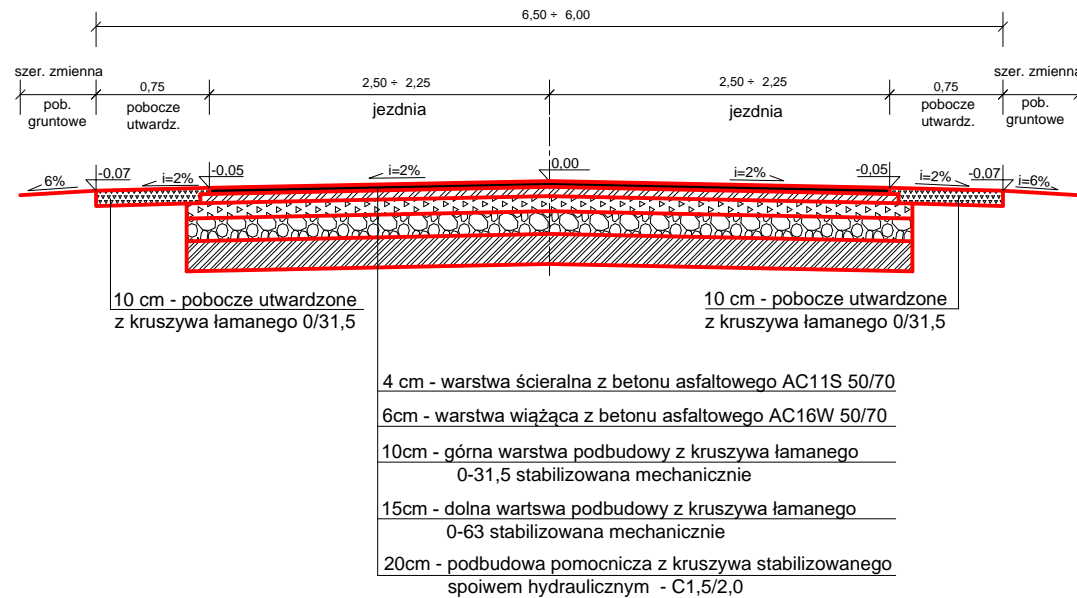 6,50 ÷ 6,00
szer. zmienna
0,75
2,50 ÷ 2,25
2,50 ÷ 2,25
0,75
szer. zmienna
pob.
gruntowe
pobocze
utwardz.
jezdnia
jezdnia
pobocze
utwardz.
pob.
gruntowe
6%
-0,07
i=2%
-0,05
i=2%
0,00
i=2%
-0,05
i=2%
-0,07
i=6%
10 cm - pobocze utwardzone
z kruszywa łamanego 0/31,5
10 cm - pobocze utwardzone
z kruszywa łamanego 0/31,5
4 cm - warstwa ścieralna z betonu asfaltowego AC11S 50/70
6cm - warstwa wiążąca z betonu asfaltowego AC16W 50/70
10cm - górna warstwa podbudowy z kruszywa łamanego
0-31,5 stabilizowana mechanicznie
15cm - dolna wartswa podbudowy z kruszywa łamanego
0-63 stabilizowana mechanicznie
20cm - podbudowa pomocnicza z kruszywa stabilizowanego
spoiwem hydraulicznym - C1,5/2,0